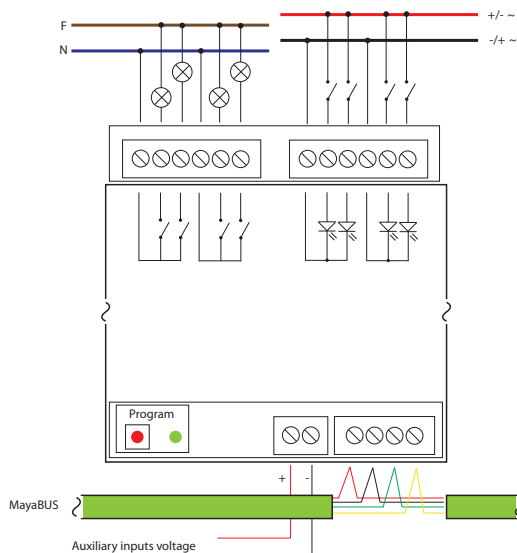 F
+/- ~
N
-/+ ~
Program
+ -
MayaBUS
Auxiliary inputs voltage